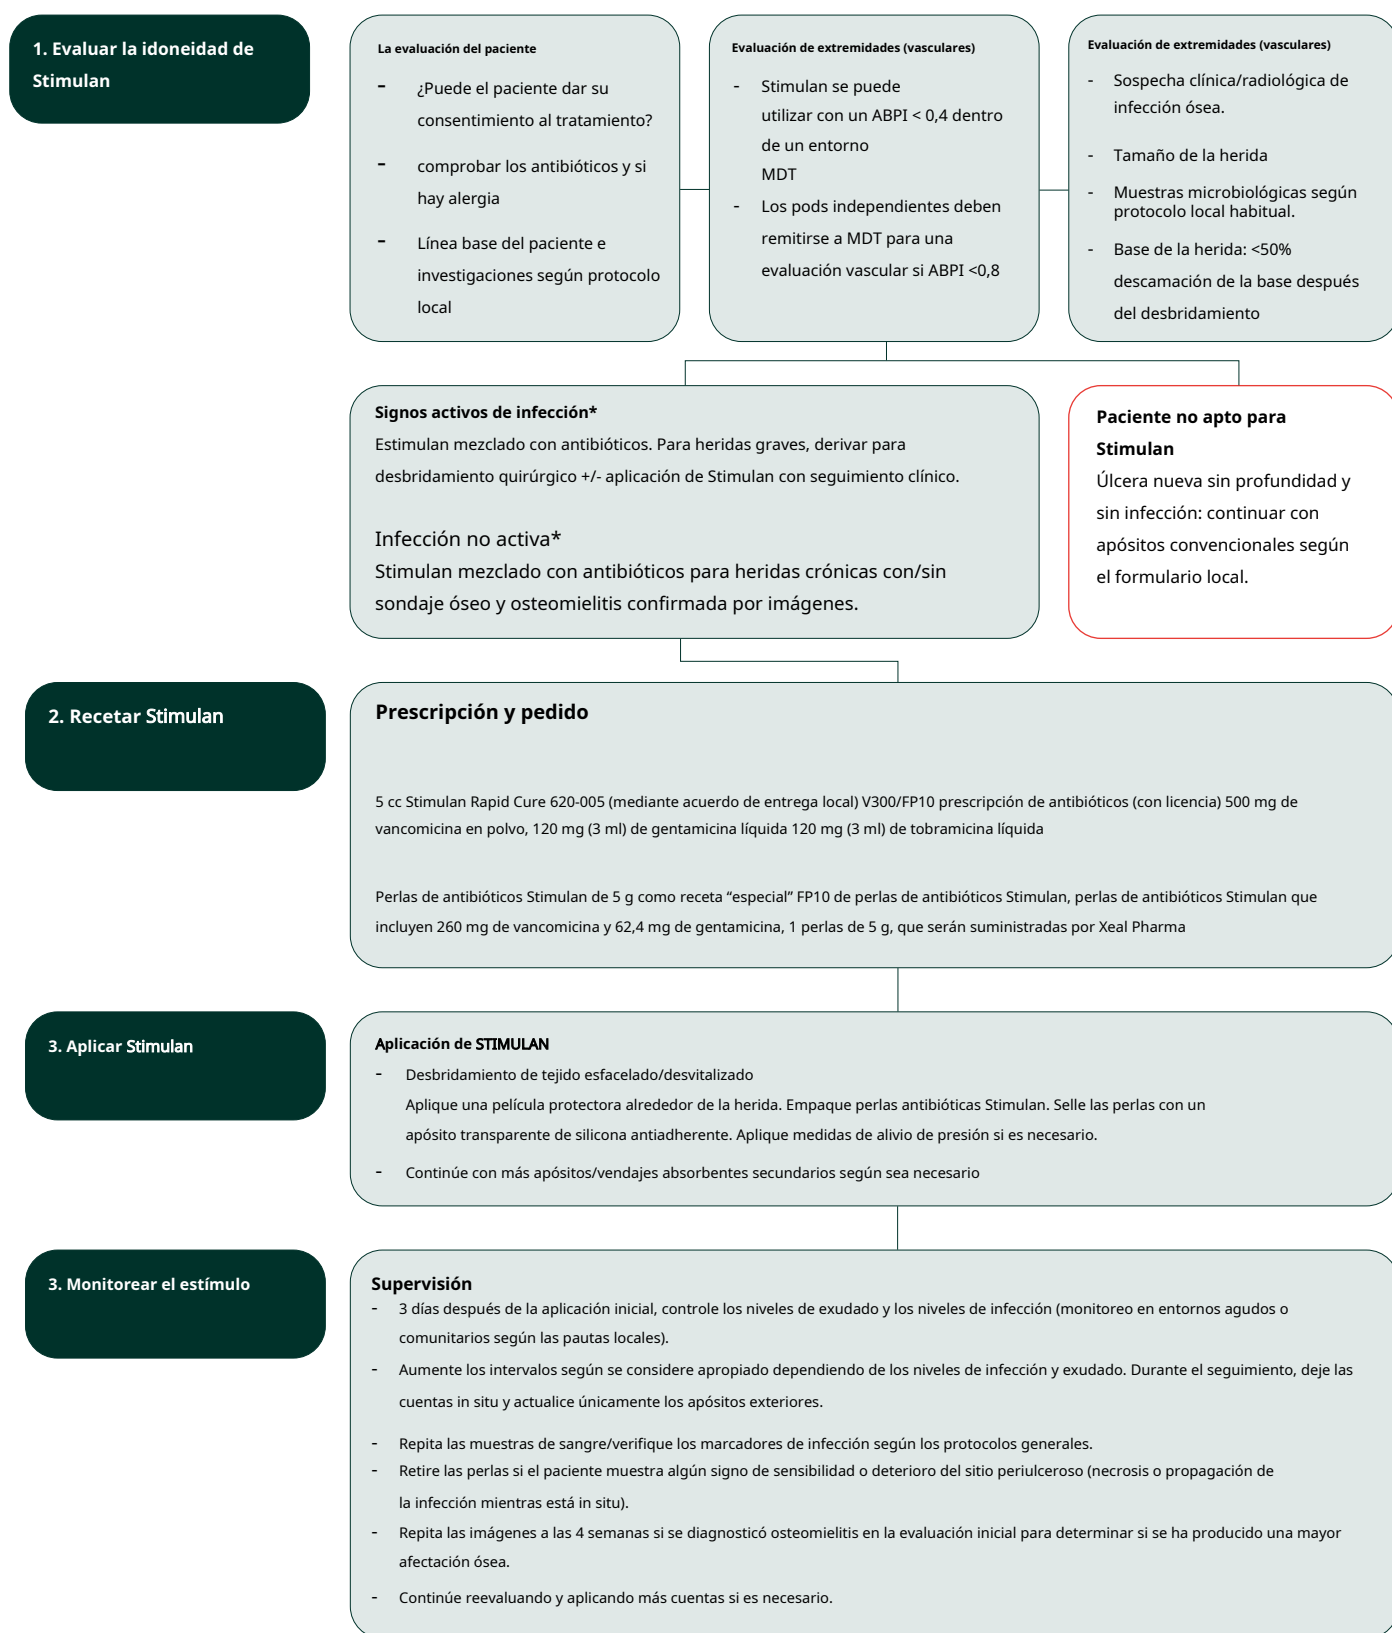 1. Evaluar la idoneidad de
Stimulan
La evaluación del paciente
- ¿Puede el paciente dar su
consentimiento al tratamiento?
- comprobar los antibióticos y si
hay alergia
- Línea base del paciente e
investigaciones según protocolo
local
Evaluación de extremidades (vasculares)
- Stimulan se puede
utilizar con un ABPI < 0,4 dentro
de un entorno
MDT
- Los pods independientes deben
remitirse a MDT para una
evaluación vascular si ABPI <0,8
Evaluación de extremidades (vasculares)
- Sospecha clínica/radiológica de
infección ósea.
- Tamaño de la herida
- Muestras microbiológicas según
protocolo local habitual.
- Base de la herida: <50%
descamación de la base después
del desbridamiento
Signos activos de infección*
Estimulan mezclado con antibióticos. Para heridas graves, derivar para
desbridamiento quirúrgico +/- aplicación de Stimulan con seguimiento clínico.
Infección no activa*
Stimulan mezclado con antibióticos para heridas crónicas con/sin
sondaje óseo y osteomielitis confirmada por imágenes.
Paciente no apto para
Stimulan
Úlcera nueva sin profundidad y
sin infección: continuar con
apósitos convencionales según
el formulario local.
2. Recetar Stimulan
Prescripción y pedido
5 cc Stimulan Rapid Cure 620-005 (mediante acuerdo de entrega local) V300/FP10 prescripción de antibióticos (con licencia) 500 mg de
vancomicina en polvo, 120 mg (3 ml) de gentamicina líquida 120 mg (3 ml) de tobramicina líquida
Perlas de antibióticos Stimulan de 5 g como receta “especial” FP10 de perlas de antibióticos Stimulan, perlas de antibióticos Stimulan que
incluyen 260 mg de vancomicina y 62,4 mg de gentamicina, 1 perlas de 5 g, que serán suministradas por Xeal Pharma
3. Aplicar Stimulan
Aplicación de STIMULAN
- Desbridamiento de tejido esfacelado/desvitalizado
Aplique una película protectora alrededor de la herida. Empaque perlas antibióticas Stimulan. Selle las perlas con un
apósito transparente de silicona antiadherente. Aplique medidas de alivio de presión si es necesario.
- Continúe con más apósitos/vendajes absorbentes secundarios según sea necesario
3. Monitorear el estímulo
Supervisión
- 3 días después de la aplicación inicial, controle los niveles de exudado y los niveles de infección (monitoreo en entornos agudos o
comunitarios según las pautas locales).
- Aumente los intervalos según se considere apropiado dependiendo de los niveles de infección y exudado. Durante el seguimiento, deje las
cuentas in situ y actualice únicamente los apósitos exteriores.
- Repita las muestras de sangre/verifique los marcadores de infección según los protocolos generales.
- Retire las perlas si el paciente muestra algún signo de sensibilidad o deterioro del sitio periulceroso (necrosis o propagación de
la infección mientras está in situ).
- Repita las imágenes a las 4 semanas si se diagnosticó osteomielitis en la evaluación inicial para determinar si se ha producido una mayor
afectación ósea.
- Continúe reevaluando y aplicando más cuentas si es necesario.